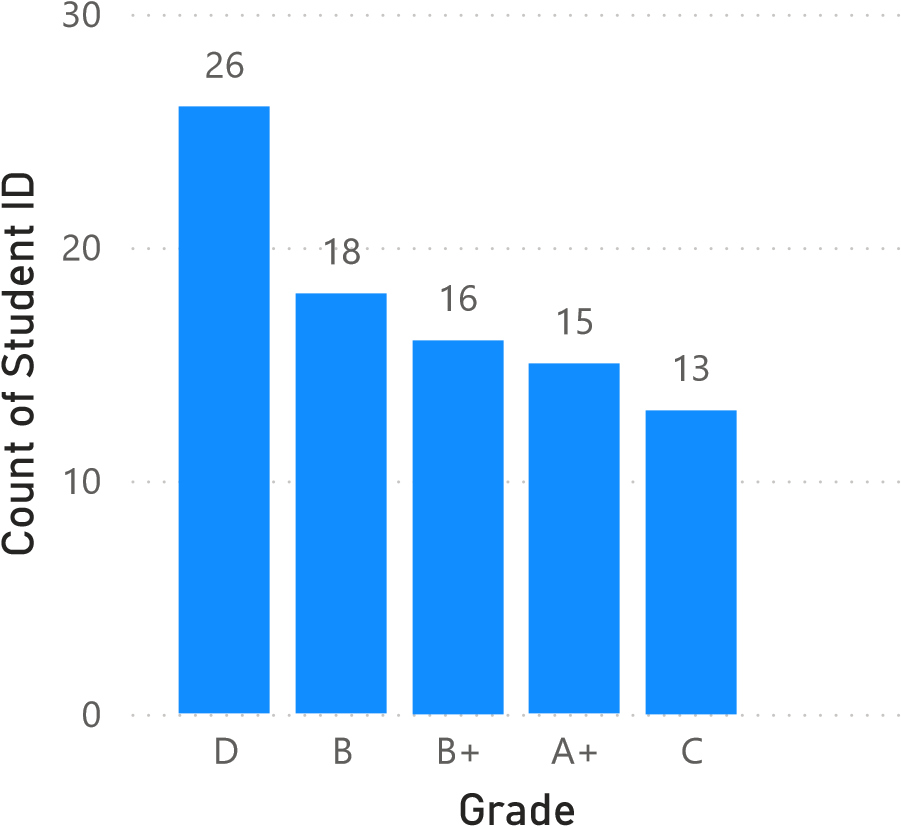 30
26
20
18
16
15
13
10
0
D
B
B+
A+
C
Grade
Count of Student ID